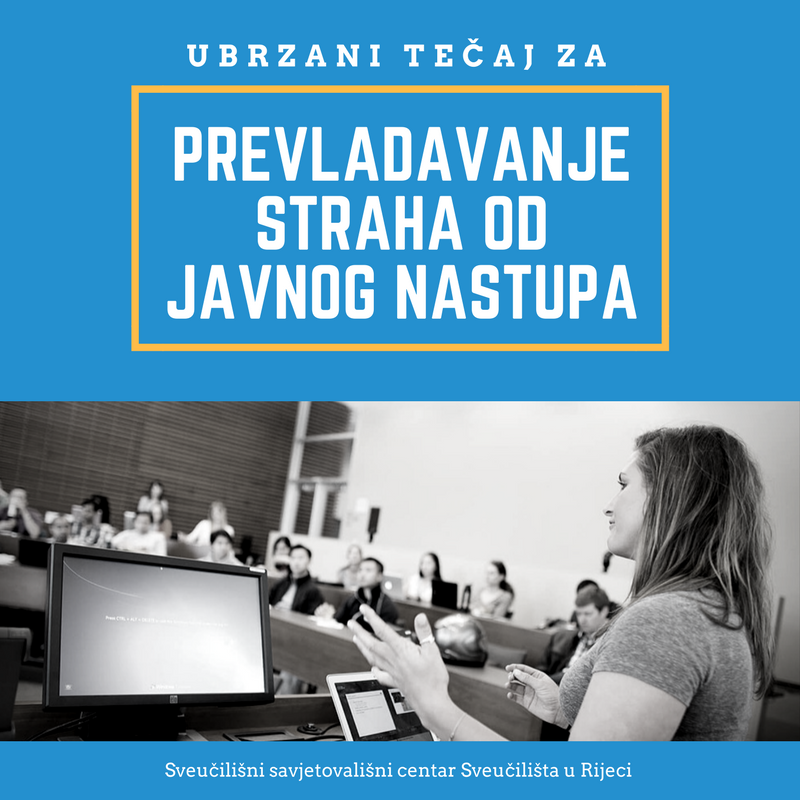 UBRZANI TEČAJ ZA
PREVLADAVANJE
STRAHA OD
JAVNOG NASTUPA
Sveučilišni savjetovališni centar Sveučilišta u Rijeci